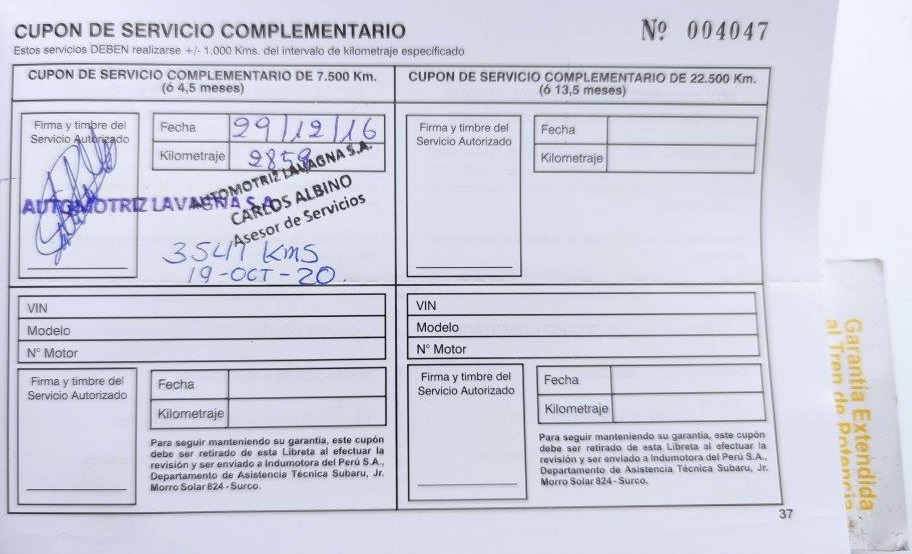 CUPON DE SERVICIO COMPLEMENTARIO
Nº 004047
Estos servicios DEBEN realizarse +/- 1.000 Kms. del intervalo de kilometraje especificado
CUPON DE SERVICIO COMPLEMENTARIO DE 7.500 Km.
(ó 4,5 meses)
Firma y timbre del
Servicio Autorizado
Fecha 29/12/16
Kilometraje 2859
AUTOMOTRIZ LAVAGNA S.A.
AUTOMOTRIZ LAVAGNA S.A.
CARLOS ALBINO
Asesor de Servicios
3541 KMS
19-OCT-20.
CUPON DE SERVICIO COMPLEMENTARIO DE 22.500 Km.
(ó 13,5 meses)
Firma y timbre del
Servicio Autorizado
Fecha
Kilometraje
VIN
Modelo
N° Motor
Firma y timbre del
Servicio Autorizado
Fecha
Kilometraje
Para seguir manteniendo su garantía, este cupón
debe ser retirado de esta Libreta al efectuar la
revisión y ser enviado a Indumotora del Perú S.A.,
Departamento de Asistencia Técnica Subaru, Jr.
Morro Solar 824 - Surco.
VIN
Modelo
N° Motor
Firma y timbre del
Servicio Autorizado
Fecha
Kilometraje
Para seguir manteniendo su garantía, este cupón
debe ser retirado de esta Libreta al efectuar la
revisión y ser enviado a Indumotora del Perú S.A.,
Departamento de Asistencia Técnica Subaru, Jr.
Morro Solar 824 - Surco.
37
Garantía Extendida
al Tren de Potencia